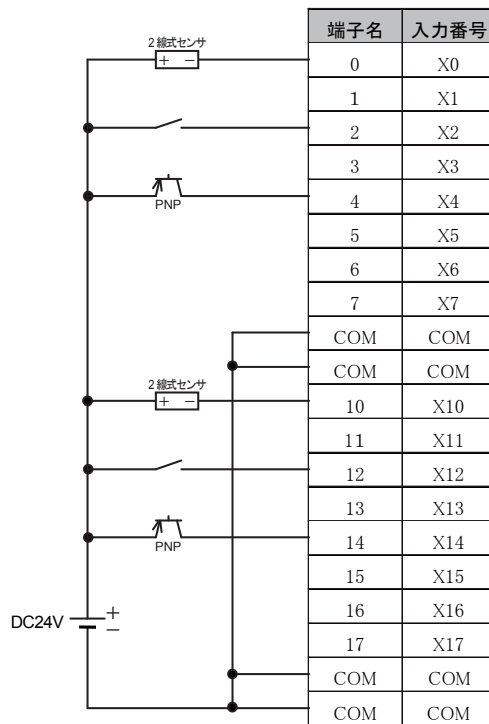 端子名 入力番号
2線式センサ
+ −
0 X0
1 X1
2 X2
3 X3
PNP
4 X4
5 X5
6 X6
7 X7
COM COM
COM COM
2線式センサ
+ −
10 X10
11 X11
12 X12
13 X13
PNP
14 X14
15 X15
16 X16
DC24V
+
−
17 X17
COM COM
COM COM